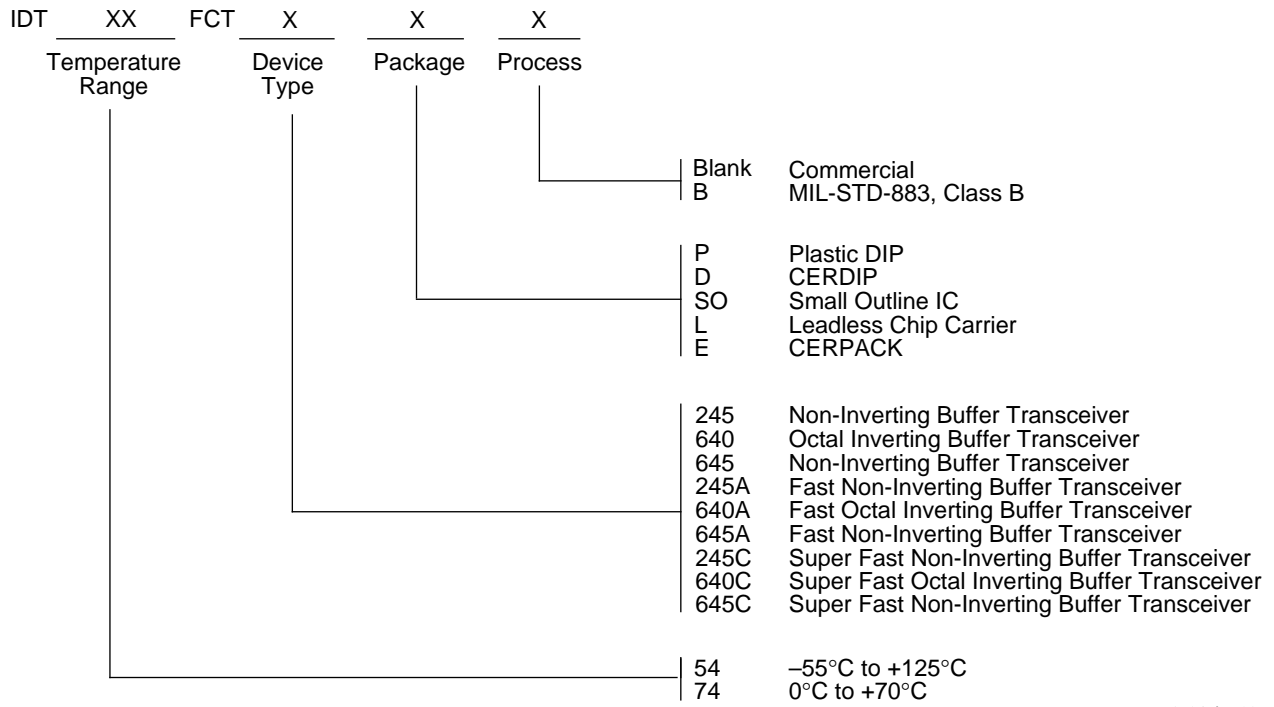 IDT XX FCT X X X
Temperature Range
Device Type
Package
Process
Blank Commercial
B MIL-STD-883, Class B
P Plastic DIP
D CERDIP
SO Small Outline IC
L Leadless Chip Carrier
E CERPACK
245 Non-Inverting Buffer Transceiver
640 Octal Inverting Buffer Transceiver
645 Non-Inverting Buffer Transceiver
245A Fast Non-Inverting Buffer Transceiver
640A Fast Octal Inverting Buffer Transceiver
645A Fast Non-Inverting Buffer Transceiver
245C Super Fast Non-Inverting Buffer Transceiver
640C Super Fast Octal Inverting Buffer Transceiver
645C Super Fast Non-Inverting Buffer Transceiver
54 –55°C to +125°C
74 0°C to +70°C